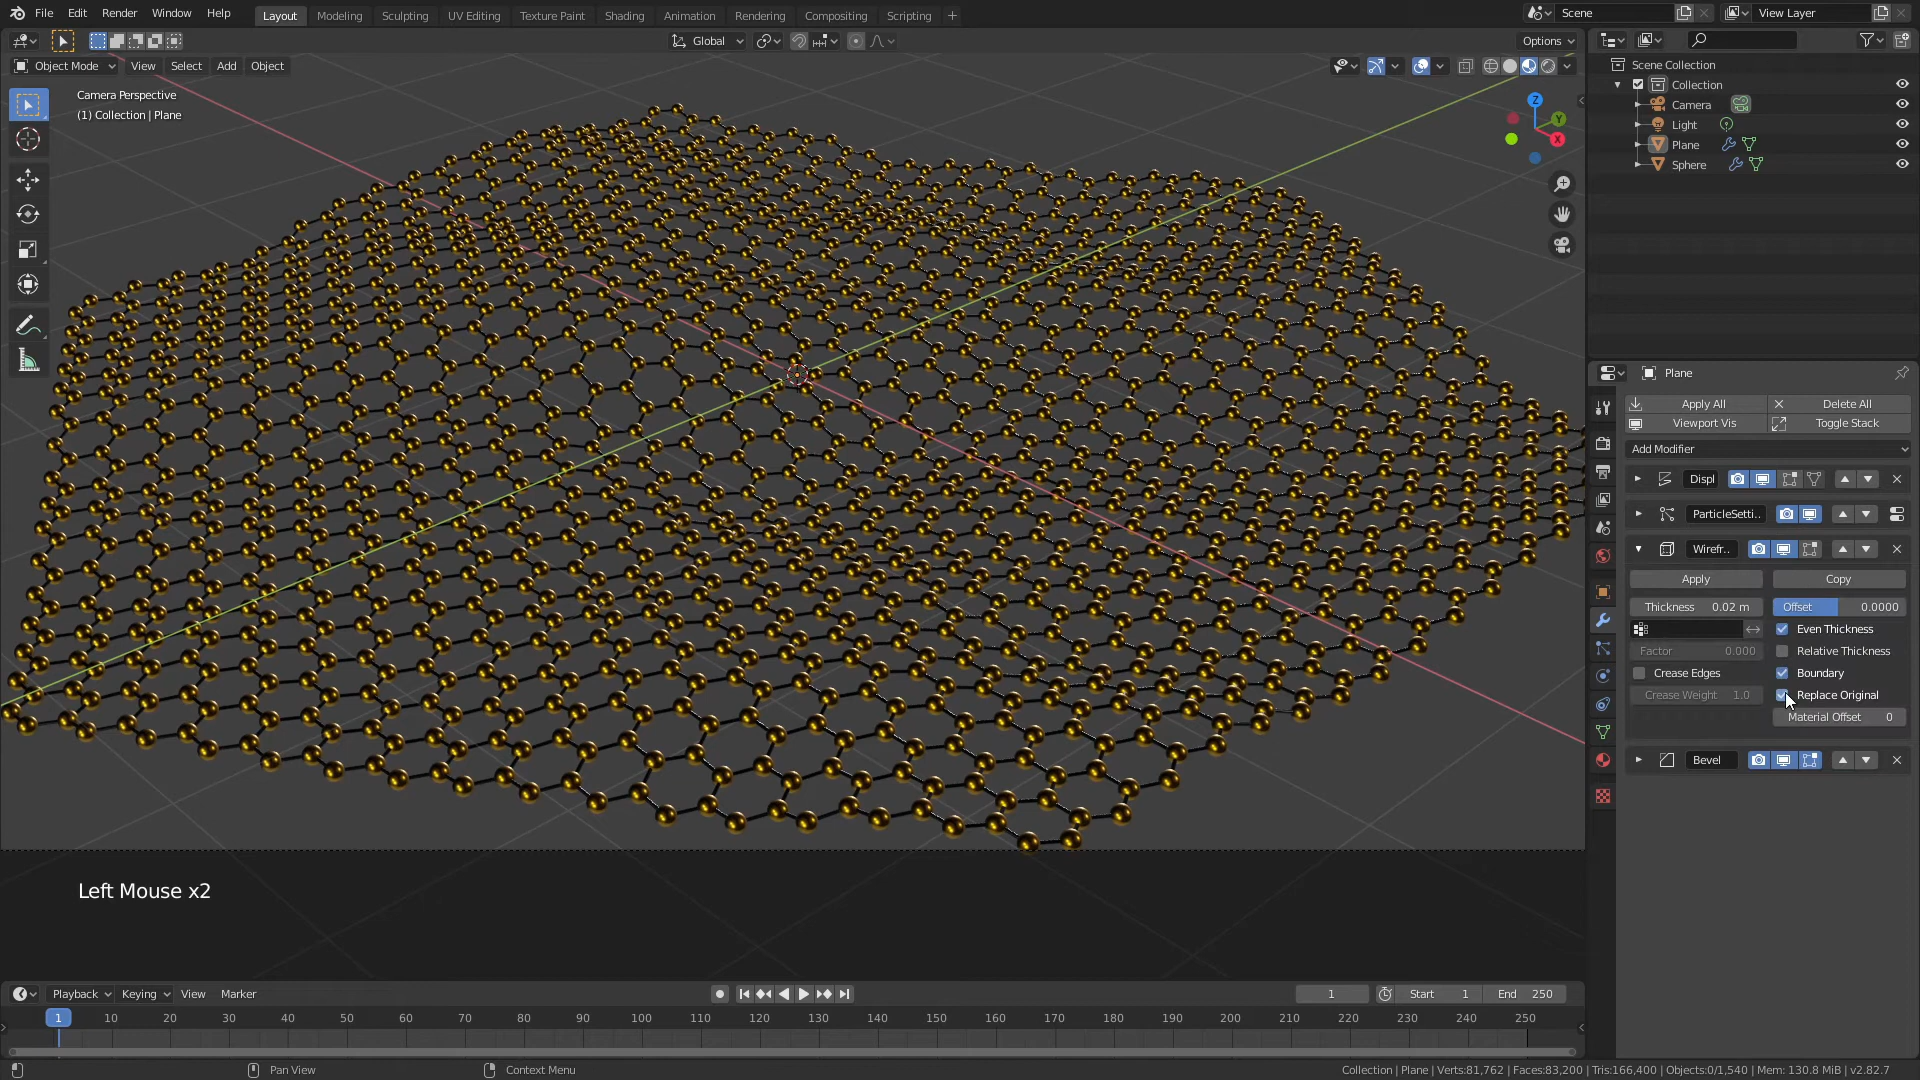 File Edit Render Window Help Layout Modeling Sculpting UV Editing Texture Paint Shading Animation Rendering Compositing Scripting + Scene View Layer
Global Options
Object Mode View Select Add Object
Camera Perspective
(1) Collection | Plane
Z
Y
X
Scene Collection
Collection
Camera
Light
Plane
Sphere
Plane
Apply All Delete All
Viewport Vis Toggle Stack
Add Modifier
Displ
ParticleSetti..
Wirefr..
Apply Copy
Thickness 0.02 m Offset 0.0000
Even Thickness
Factor 0.000 Relative Thickness
Crease Edges Boundary
Crease Weight 1.0 Replace Original
Material Offset 0
Bevel
Left Mouse x2
Playback Keying View Marker 1 Start 1 End 250
1 10 20 30 40 50 60 70 80 90 100 110 120 130 140 150 160 170 180 190 200 210 220 230 240 250
Pan View Context Menu Collection | Plane | Verts:81,762 | Faces:83,200 | Tris:166,400 | Objects:0/1,540 | Mem: 130.8 MiB | v2.82.7